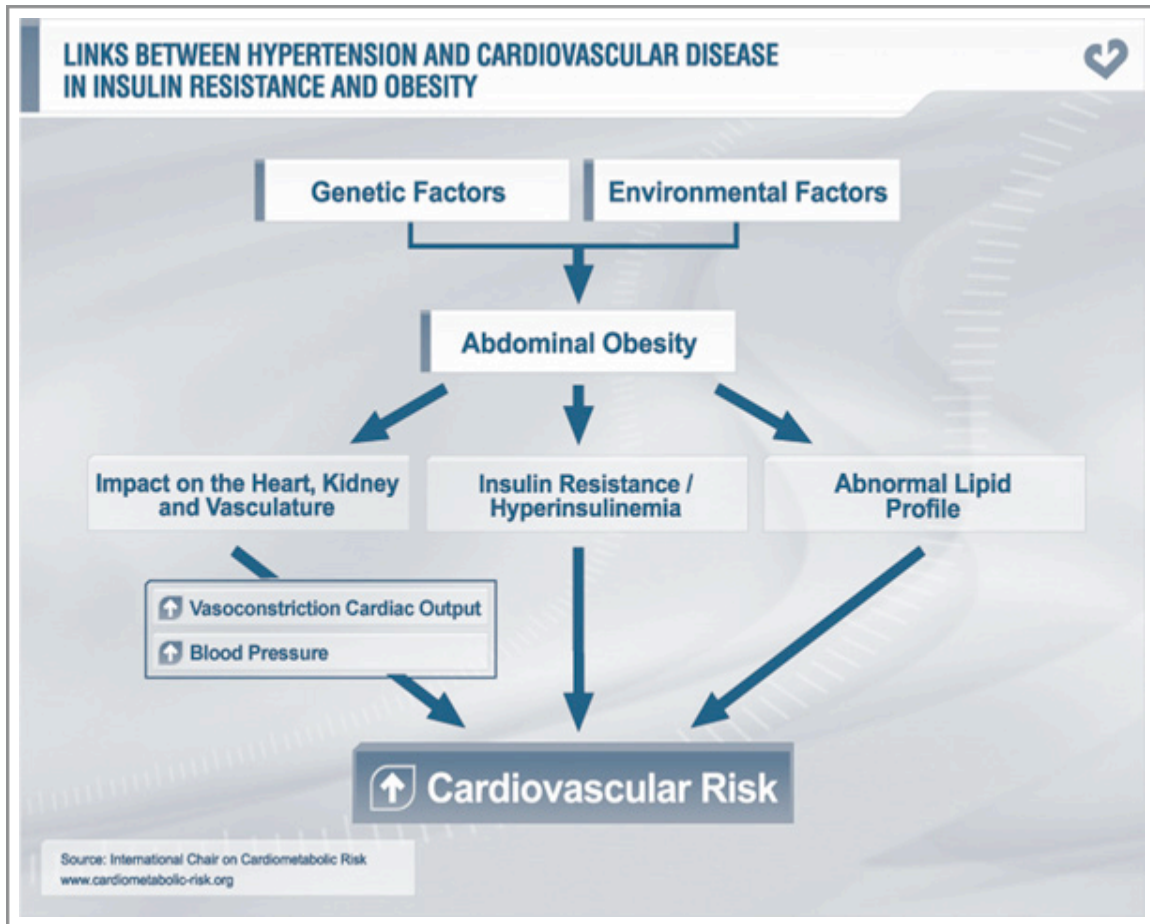 LINKS BETWEEN HYPERTENSION AND CARDIOVASCULAR DISEASE
IN INSULIN RESISTANCE AND OBESITY
Genetic Factors
Environmental Factors
Abdominal Obesity
Impact on the Heart, Kidney
and Vasculature
Insulin Resistance /
Hyperinsulinemia
Abnormal Lipid
Profile
Vasoconstriction Cardiac Output
Blood Pressure
Cardiovascular Risk
Source: International Chair on Cardiometabolic Risk
www.cardiometabolic-risk.org